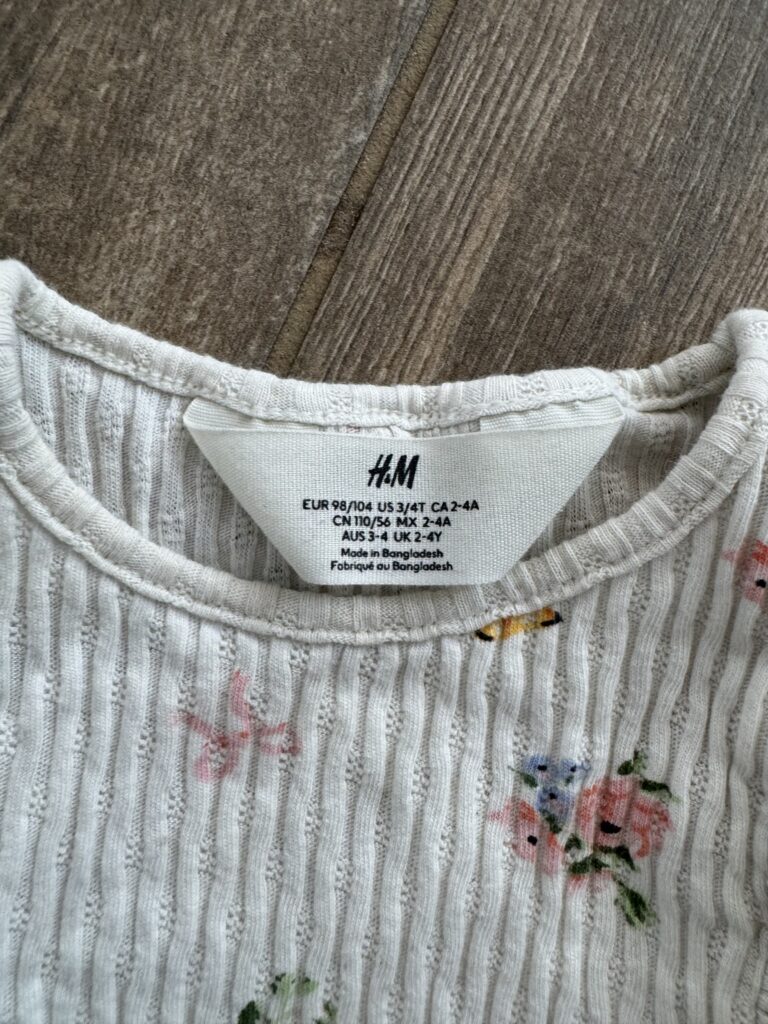 H&M
EUR 98/104 US 3/4T CA 2-4A
CN 110/56 MX 2-4A
AUS 3-4 UK 2-4Y
Made in Bangladesh
Fabriqué au Bangladesh